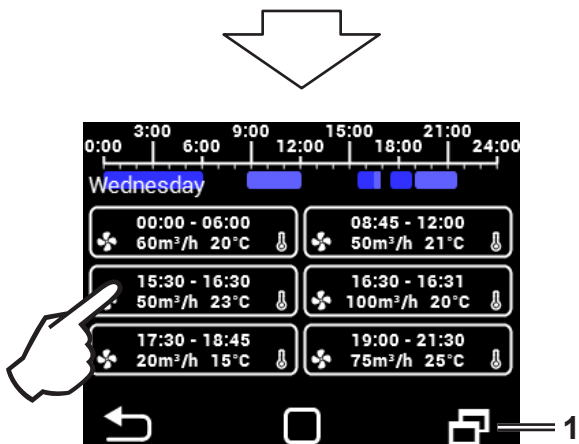 3:00 9:00 15:00 21:00
0:00 6:00 12:00 18:00 24:00
Wednesday
00:00 - 06:00
60m³/h 20°C
08:45 - 12:00
50m³/h 21°C
15:30 - 16:30
50m³/h 23°C
16:30 - 16:31
100m³/h 20°C
17:30 - 18:45
20m³/h 15°C
19:00 - 21:30
75m³/h 25°C
1